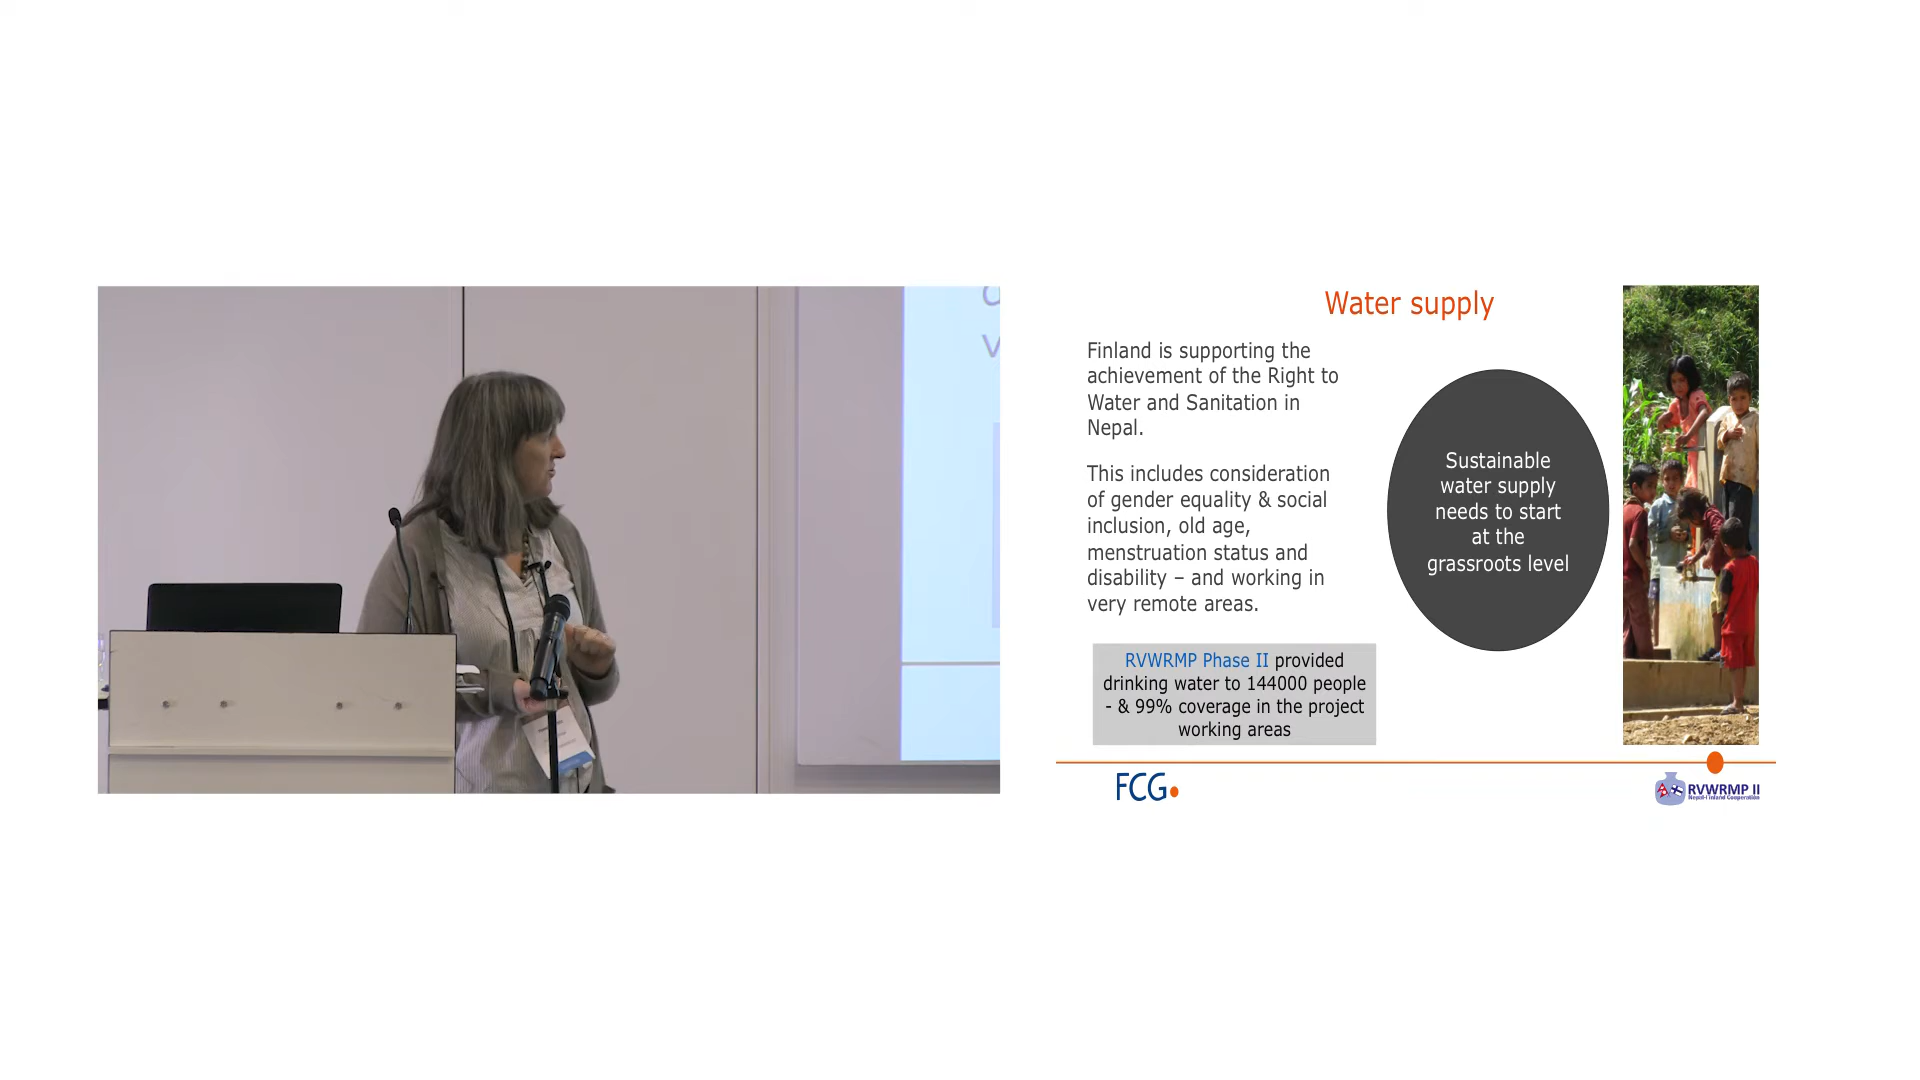 Water supply
Finland is supporting the
achievement of the Right to
Water and Sanitation in
Nepal.
This includes consideration
of gender equality & social
inclusion, old age,
menstruation status and
disability – and working in
very remote areas.
Sustainable
water supply
needs to start
at the
grassroots level
RVWRMP Phase II provided
drinking water to 144000 people
- & 99% coverage in the project
working areas
FCG
RVWRMP II